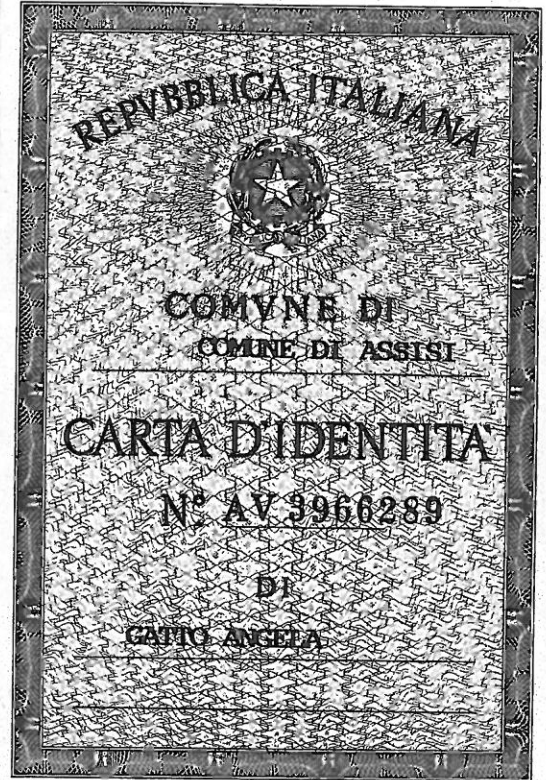 REPVBBLICA ITALIANA
COMVNE DI
COMUNE DI ASSISI
CARTA D'IDENTITA'
Nº AV 3966289
DI
GATTO ANGELA